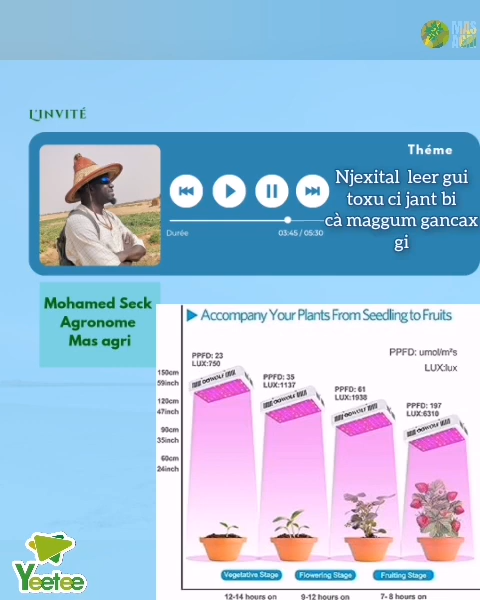 MAS
AGRI
L'INVITÉ
Théme
Njexital leer gui
toxu ci jant bi
cà maggum gancax
gi
Durée
03:45 / 05:30
Mohamed Seck
Agronome
Mas agri
Accompany Your Plants From Seedling to Fruits
PPFD: umol/m²s
LUX:lux
PPFD: 23
LUX:750
PPFD: 35
LUX:1137
PPFD: 61
LUX:1938
PPFD: 197
LUX:6310
150cm
59inch
120cm
47inch
90cm
35inch
60cm
24inch
Vegetative Stage
Flowering Stage
Fruiting Stage
12-14 hours on
9-12 hours on
7- 8 hours on
Yeetee